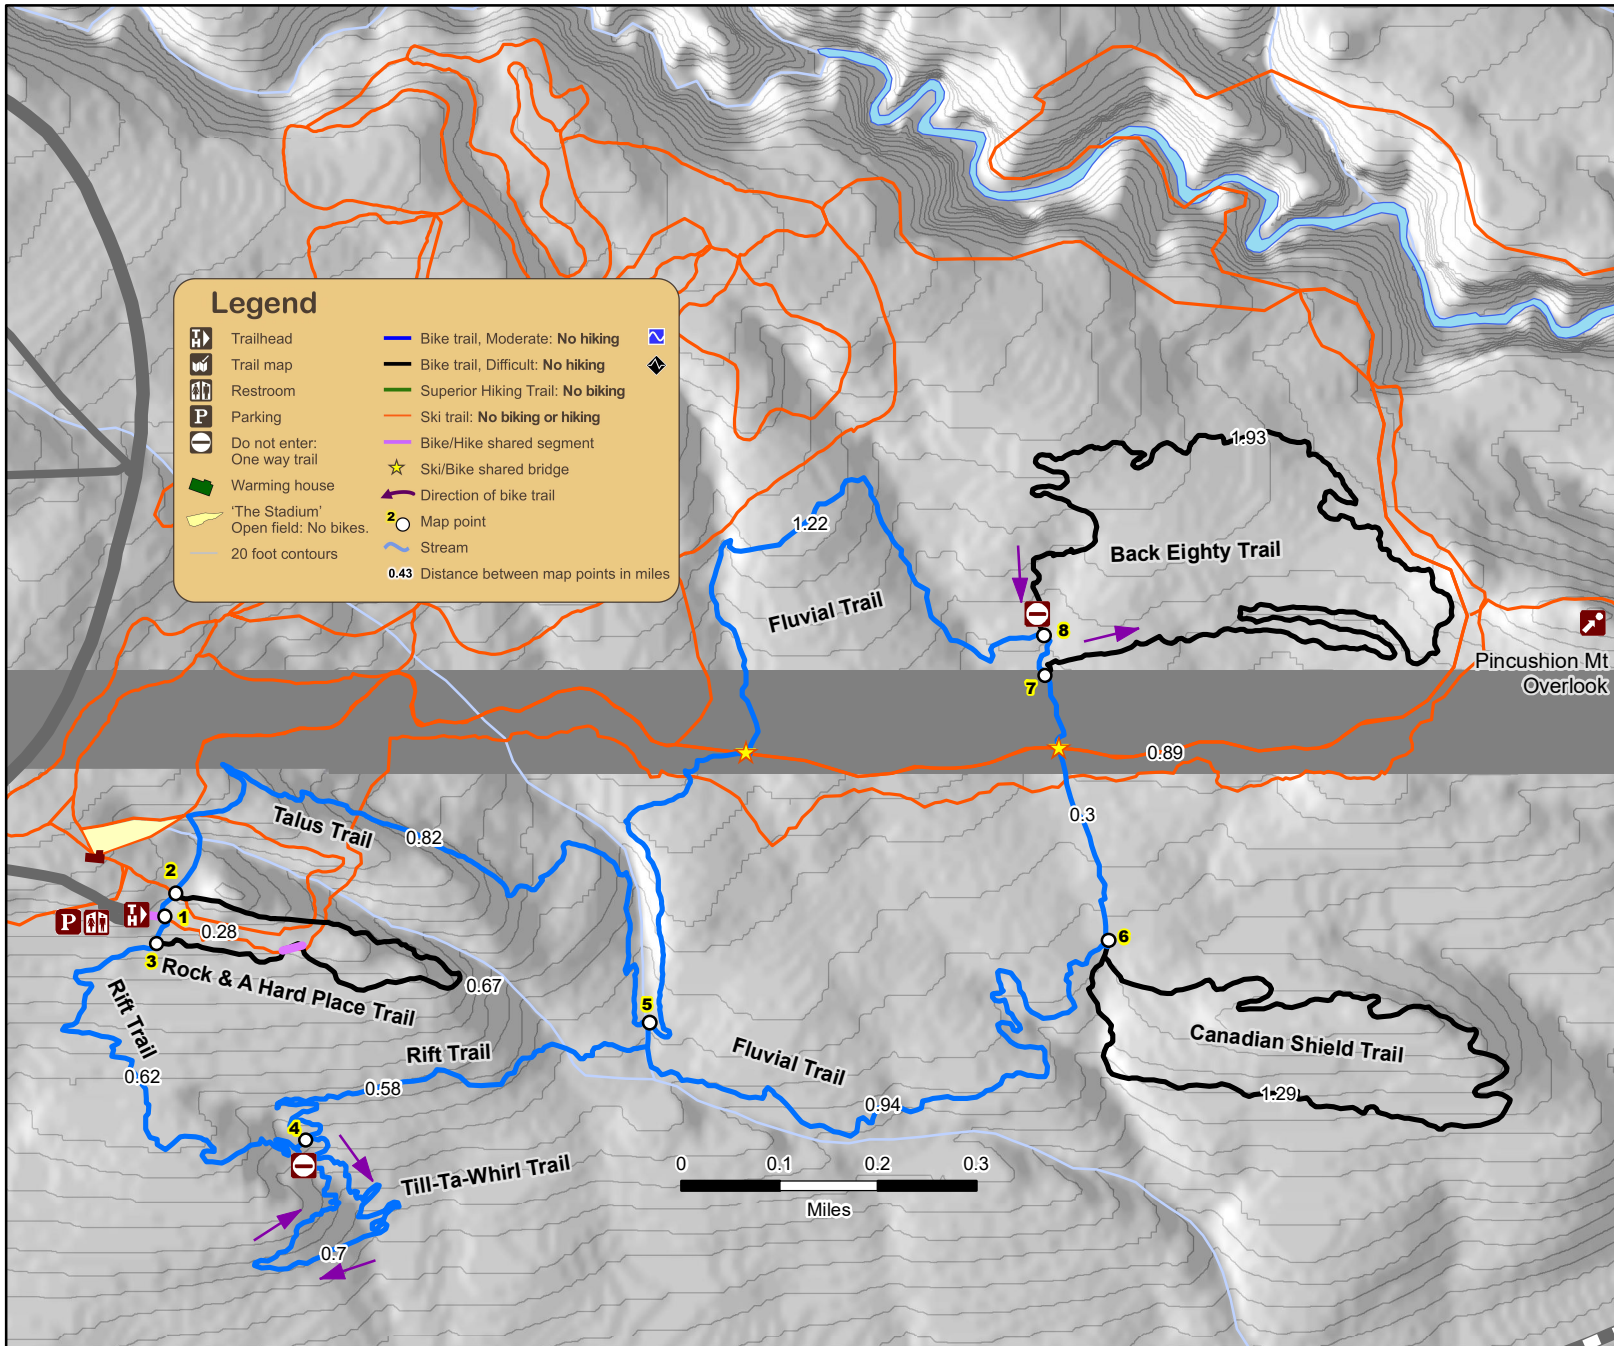 Legend
Trailhead
Trail map
Restroom
P Parking
Do not enter:
One way trail
Warming house
'The Stadium'
Open field: No bikes.
20 foot contours
Bike trail, Moderate: No hiking
Bike trail, Difficult: No hiking
Superior Hiking Trail: No biking
Ski trail: No biking or hiking
Bike/Hike shared segment
Ski/Bike shared bridge
Direction of bike trail
2 Map point
Stream
0.43 Distance between map points in miles
TH
1.93
1.22
Back Eighty Trail
Fluvial Trail
8
7
Pincushion Mt
Overlook
0.89
0.3
Talus Trail
0.82
2
P
TH
1
0.28
3
Rock & A Hard Place Trail
0.67
6
5
Rift Trail
Rift Trail
0.62
0.58
Fluvial Trail
0.94
Canadian Shield Trail
1.29
4
Till-Ta-Whirl Trail
0.7
0 0.1 0.2 0.3
Miles